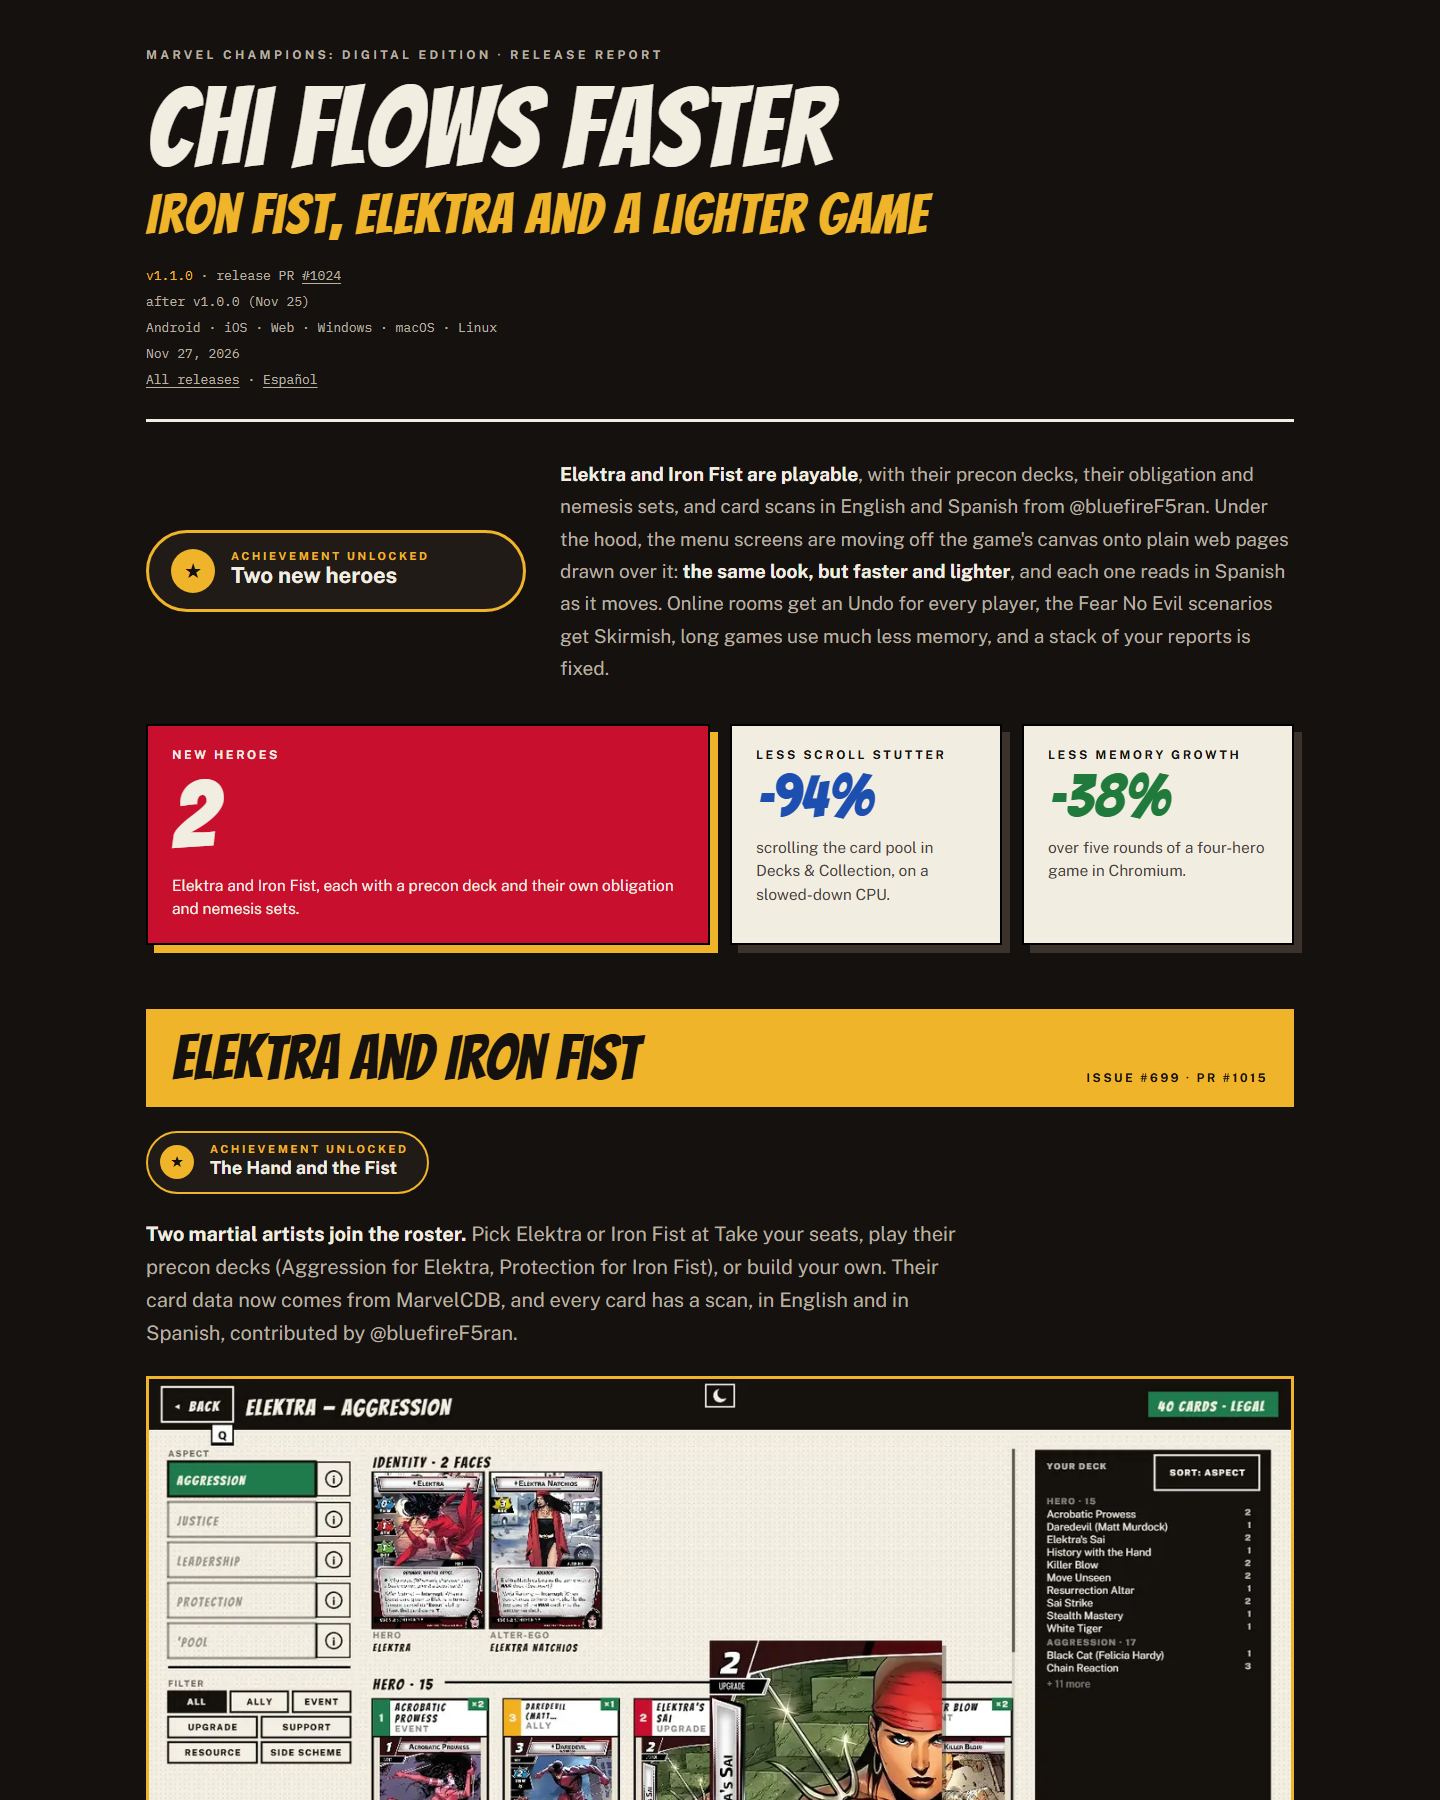 MARVEL CHAMPIONS: DIGITAL EDITION · RELEASE REPORT
CHI FLOWS FASTER
IRON FIST, ELEKTRA AND A LIGHTER GAME
v1.1.0 · release PR #1024
after v1.0.0 (Nov 25)
Android · iOS · Web · Windows · macOS · Linux
Nov 27, 2026
All releases · Español
ACHIEVEMENT UNLOCKED
Two new heroes
Elektra and Iron Fist are playable, with their precon decks, their obligation and
nemesis sets, and card scans in English and Spanish from @bluefireF5ran. Under
the hood, the menu screens are moving off the game's canvas onto plain web pages
drawn over it: the same look, but faster and lighter, and each one reads in Spanish
as it moves. Online rooms get an Undo for every player, the Fear No Evil scenarios
get Skirmish, long games use much less memory, and a stack of your reports is
fixed.
NEW HEROES
2
Elektra and Iron Fist, each with a precon deck and their own obligation
and nemesis sets.
LESS SCROLL STUTTER
-94%
scrolling the card pool in
Decks & Collection, on a
slowed-down CPU.
LESS MEMORY GROWTH
-38%
over five rounds of a four-hero
game in Chromium.
ELEKTRA AND IRON FIST
ISSUE #699 · PR #1015
ACHIEVEMENT UNLOCKED
The Hand and the Fist
Two martial artists join the roster. Pick Elektra or Iron Fist at Take your seats, play their
precon decks (Aggression for Elektra, Protection for Iron Fist), or build your own. Their
card data now comes from MarvelCDB, and every card has a scan, in English and in
Spanish, contributed by @bluefireF5ran.
BACK
Q
ELEKTRA — AGGRESSION
40 CARDS - LEGAL
ASPECT
AGGRESSION
JUSTICE
LEADERSHIP
PROTECTION
'POOL
FILTER
ALL
ALLY
EVENT
UPGRADE
SUPPORT
RESOURCE
SIDE SCHEME
IDENTITY · 2 FACES
ELEKTRA
ELEKTRA NATCHIOS
HERO
ELEKTRA
ALTER-EGO
ELEKTRA NATCHIOS
HERO · 15
1
ACROBATIC
PROWESS
EVENT
×2
1
ACROBATIC PROWESS
3
DAREDEVIL
(MATT...
ALLY
×1
3
DAREDEVIL
2
ELEKTRA'S
SAI
UPGRADE
2
2
UPGRADE
A'S SAI
R BLOW
×2
KILLER BLOW
YOUR DECK
SORT: ASPECT
HERO · 15
Acrobatic Prowess 2
Daredevil (Matt Murdock) 1
Elektra's Sai 2
History with the Hand 1
Killer Blow 2
Move Unseen 2
Resurrection Altar 1
Sai Strike 2
Stealth Mastery 1
White Tiger 1
AGGRESSION · 17
Black Cat (Felicia Hardy) 1
Chain Reaction 3
+ 11 more